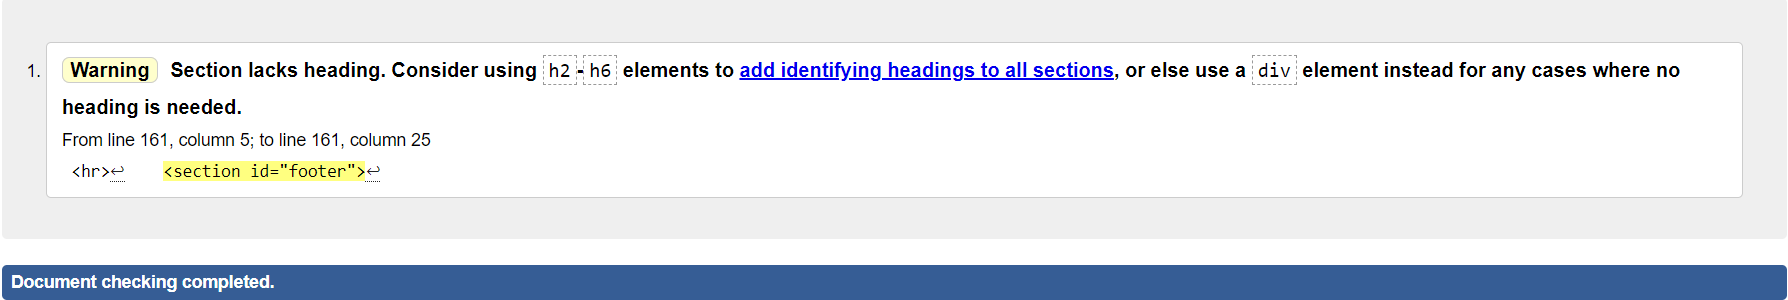 1. Warning Section lacks heading. Consider using h2-h6 elements to add identifying headings to all sections, or else use a div element instead for any cases where no
heading is needed.
From line 161, column 5; to line 161, column 25
<hr>↩    <section id="footer">↩
Document checking completed.